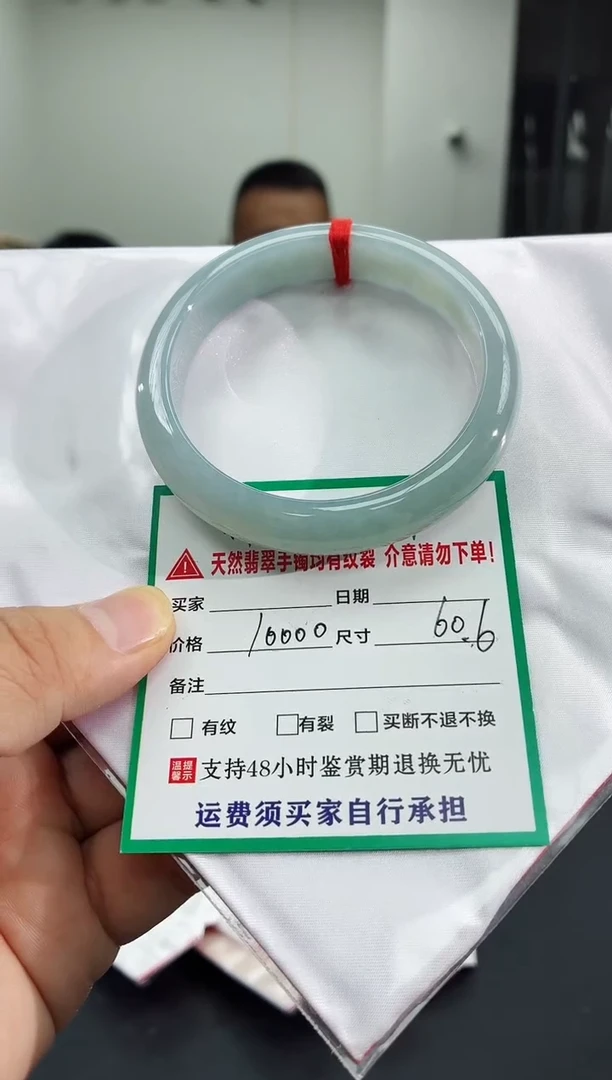 天然翡翠手镯均有纹裂 介意请勿下单!
买家 日期
价格 10000 尺寸 60.6
备注
有纹 有裂 买断不退不换
温馨提示 支持48小时鉴赏期退换无忧
运费须买家自行承担